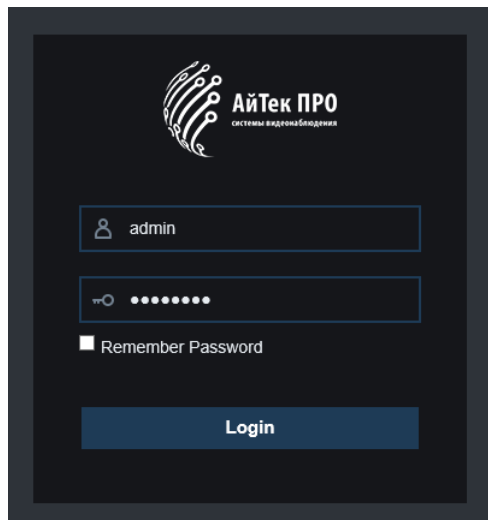 АйТек ПРО
системы видеонаблюдения
admin
●●●●●●●●
Remember Password
Login